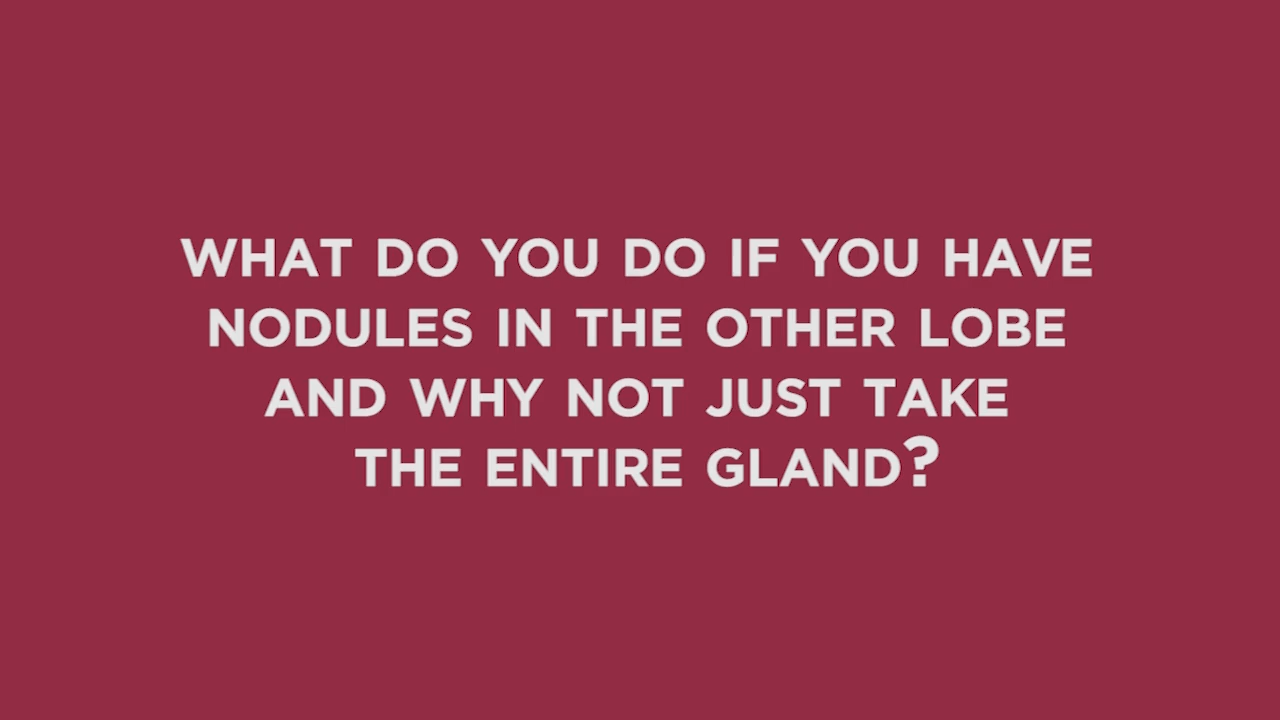 WHAT DO YOU DO IF YOU HAVE
NODULES IN THE OTHER LOBE
AND WHY NOT JUST TAKE
THE ENTIRE GLAND?